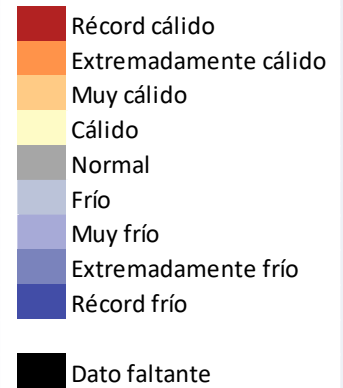 Récord cálido
Extremadamente cálido
Muy cálido
Cálido
Normal
Frío
Muy frío
Extremadamente frío
Récord frío
Dato faltante